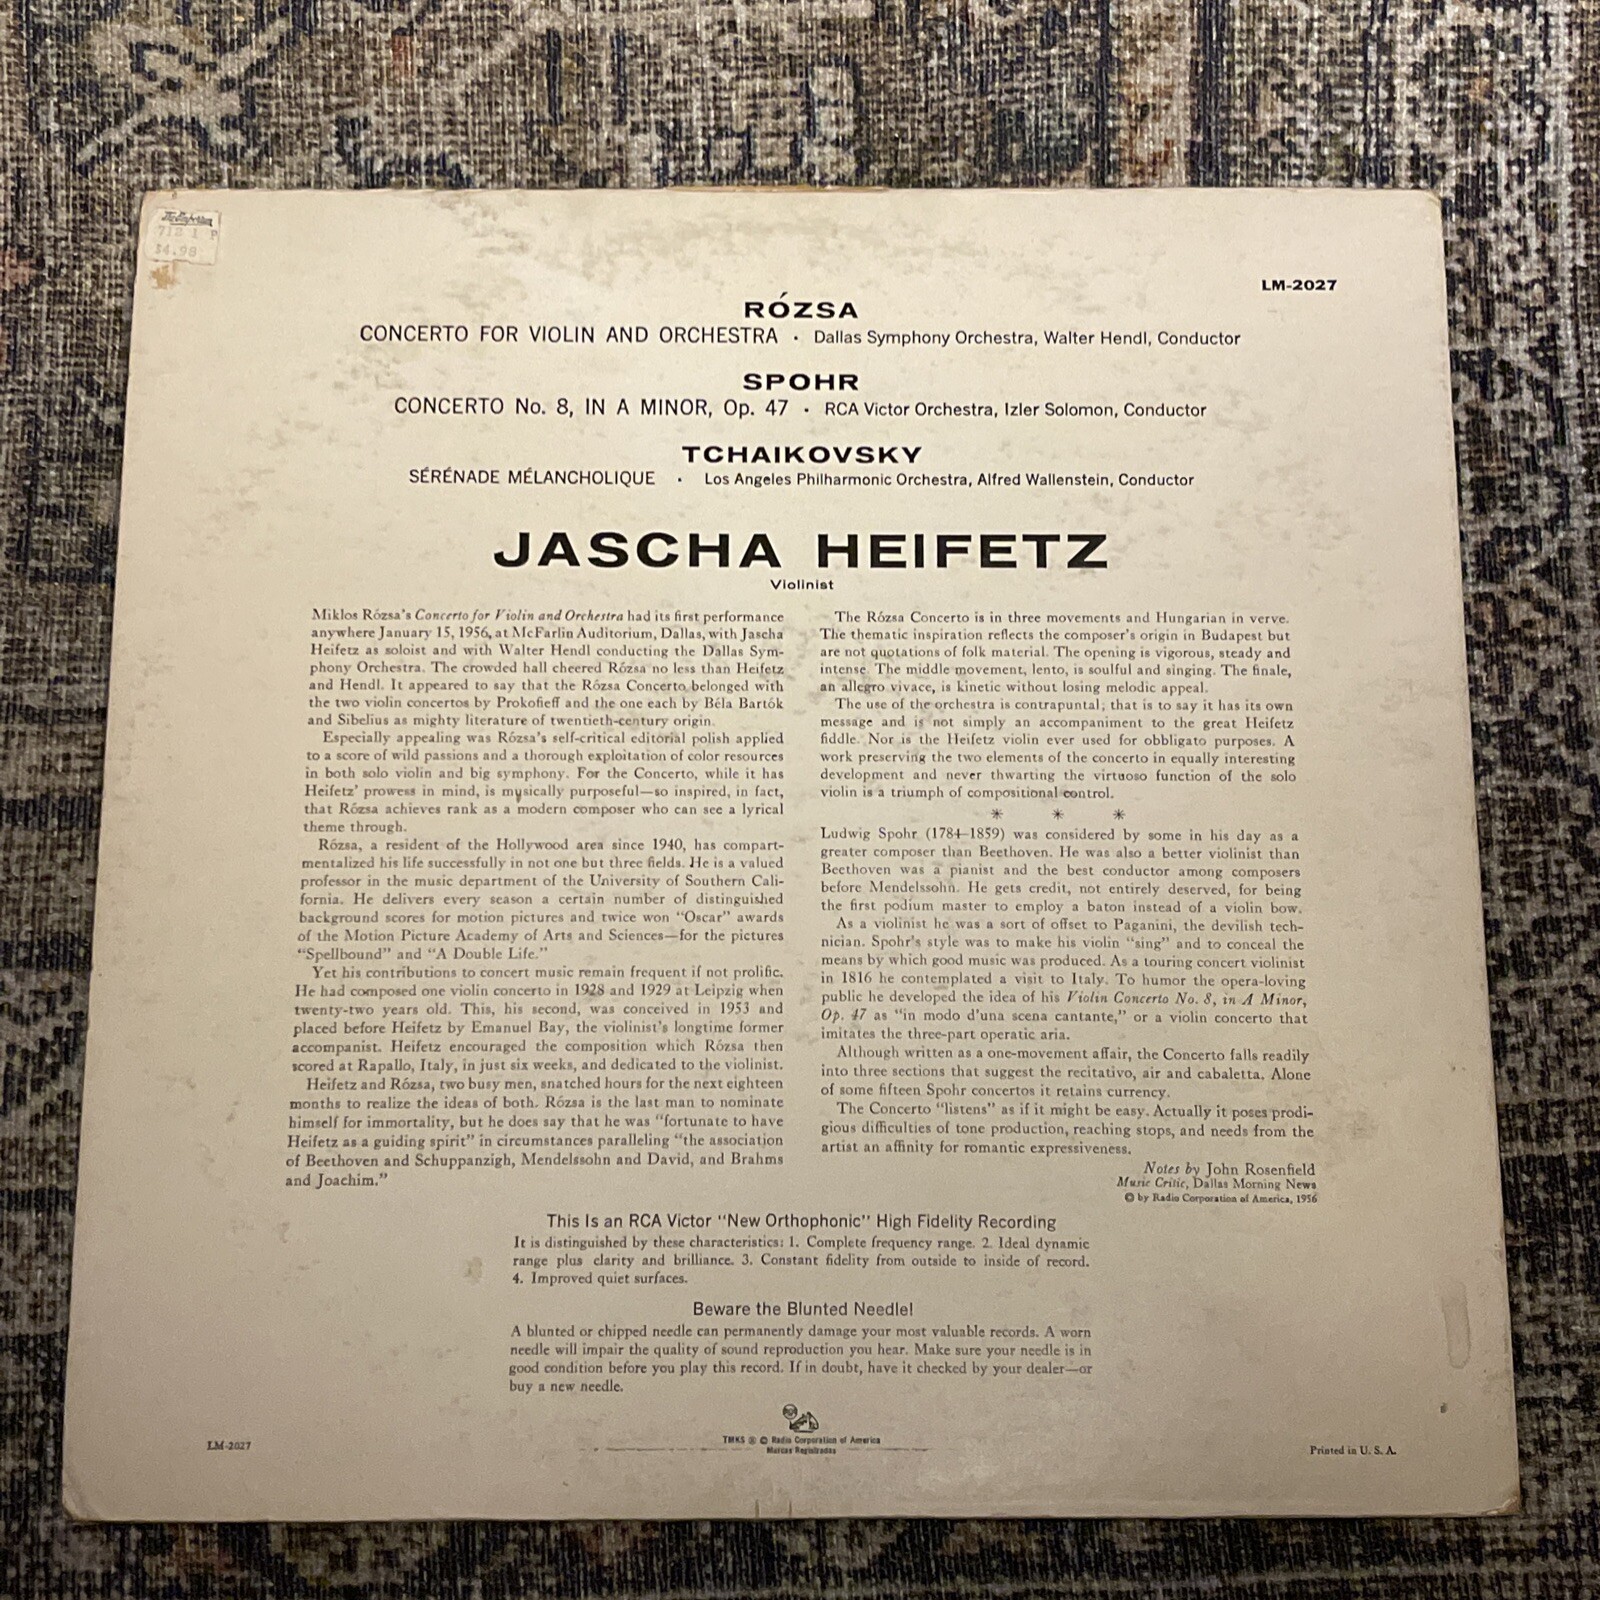 The Emporium
712 1 P
$4.98
LM-2027
RÓZSA
CONCERTO FOR VIOLIN AND ORCHESTRA • Dallas Symphony Orchestra, Walter Hendl, Conductor
SPOHR
CONCERTO No. 8, IN A MINOR, Op. 47 • RCA Victor Orchestra, Izler Solomon, Conductor
TCHAIKOVSKY
SÉRÉNADE MÉLANCHOLIQUE • Los Angeles Philharmonic Orchestra, Alfred Wallenstein, Conductor
JASCHA HEIFETZ
Violinist
Miklos Rózsa's Concerto for Violin and Orchestra had its first performance
anywhere January 15, 1956, at McFarlin Auditorium, Dallas, with Jascha
Heifetz as soloist and with Walter Hendl conducting the Dallas Sym-
phony Orchestra. The crowded hall cheered Rózsa no less than Heifetz
and Hendl. It appeared to say that the Rózsa Concerto belonged with
the two violin concertos by Prokofieff and the one each by Béla Bartók
and Sibelius as mighty literature of twentieth-century origin.
Especially appealing was Rózsa's self-critical editorial polish applied
to a score of wild passions and a thorough exploitation of color resources
in both solo violin and big symphony. For the Concerto, while it has
Heifetz' prowess in mind, is musically purposeful—so inspired, in fact,
that Rózsa achieves rank as a modern composer who can see a lyrical
theme through.
Rózsa, a resident of the Hollywood area since 1940, has compart-
mentalized his life successfully in not one but three fields. He is a valued
professor in the music department of the University of Southern Cali-
fornia. He delivers every season a certain number of distinguished
background scores for motion pictures and twice won "Oscar" awards
of the Motion Picture Academy of Arts and Sciences—for the pictures
"Spellbound" and "A Double Life."
Yet his contributions to concert music remain frequent if not prolific.
He had composed one violin concerto in 1928 and 1929 at Leipzig when
twenty-two years old. This, his second, was conceived in 1953 and
placed before Heifetz by Emanuel Bay, the violinist's longtime former
accompanist. Heifetz encouraged the composition which Rózsa then
scored at Rapallo, Italy, in just six weeks, and dedicated to the violinist.
Heifetz and Rózsa, two busy men, snatched hours for the next eighteen
months to realize the ideas of both. Rózsa is the last man to nominate
himself for immortality, but he does say that he was "fortunate to have
Heifetz as a guiding spirit" in circumstances paralleling "the association
of Beethoven and Schuppanzigh, Mendelssohn and David, and Brahms
and Joachim."
The Rózsa Concerto is in three movements and Hungarian in verve.
The thematic inspiration reflects the composer's origin in Budapest but
are not quotations of folk material. The opening is vigorous, steady and
intense. The middle movement, lento, is soulful and singing. The finale,
an allegro vivace, is kinetic without losing melodic appeal.
The use of the orchestra is contrapuntal; that is to say it has its own
message and is not simply an accompaniment to the great Heifetz
fiddle. Nor is the Heifetz violin ever used for obbligato purposes. A
work preserving the two elements of the concerto in equally interesting
development and never thwarting the virtuoso function of the solo
violin is a triumph of compositional control.
* * *
Ludwig Spohr (1784-1859) was considered by some in his day as a
greater composer than Beethoven. He was also a better violinist than
Beethoven was a pianist and the best conductor among composers
before Mendelssohn. He gets credit, not entirely deserved, for being
the first podium master to employ a baton instead of a violin bow.
As a violinist he was a sort of offset to Paganini, the devilish tech-
nician. Spohr's style was to make his violin "sing" and to conceal the
means by which good music was produced. As a touring concert violinist
in 1816 he contemplated a visit to Italy. To humor the opera-loving
public he developed the idea of his Violin Concerto No. 8, in A Minor,
Op. 47 as "in modo d'una scena cantante," or a violin concerto that
imitates the three-part operatic aria.
Although written as a one-movement affair, the Concerto falls readily
into three sections that suggest the recitativo, air and cabaletta. Alone
of some fifteen Spohr concertos it retains currency.
The Concerto "listens" as if it might be easy. Actually it poses prodi-
gious difficulties of tone production, reaching stops, and needs from the
artist an affinity for romantic expressiveness.
Notes by John Rosenfield
Music Critic, Dallas Morning News
© by Radio Corporation of America, 1956
This Is an RCA Victor "New Orthophonic" High Fidelity Recording
It is distinguished by these characteristics: 1. Complete frequency range. 2. Ideal dynamic
range plus clarity and brilliance. 3. Constant fidelity from outside to inside of record.
4. Improved quiet surfaces.
Beware the Blunted Needle!
A blunted or chipped needle can permanently damage your most valuable records. A worn
needle will impair the quality of sound reproduction you hear. Make sure your needle is in
good condition before you play this record. If in doubt, have it checked by your dealer—or
buy a new needle.
TMKS ® © Radio Corporation of America
Marcas Registradas
LM-2027
Printed in U. S. A.